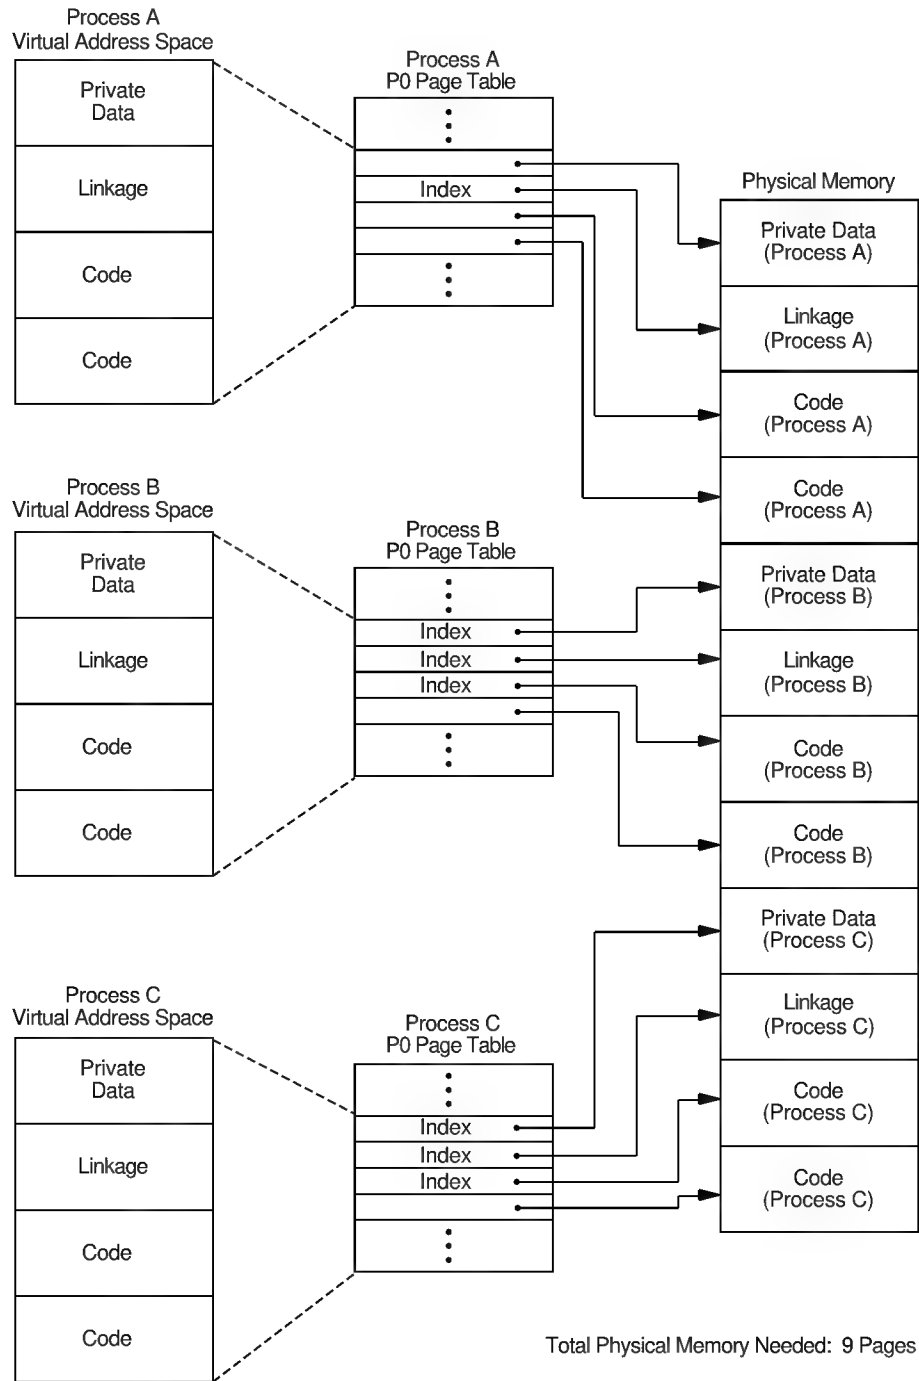 Process A
Virtual Address Space
Private
Data
Linkage
Code
Code
Process A
P0 Page Table
Index
Physical Memory
Private Data
(Process A)
Linkage
(Process A)
Code
(Process A)
Code
(Process A)
Process B
Virtual Address Space
Private
Data
Linkage
Code
Code
Process B
P0 Page Table
Index
Index
Index
Private Data
(Process B)
Linkage
(Process B)
Code
(Process B)
Code
(Process B)
Process C
Virtual Address Space
Private
Data
Linkage
Code
Code
Process C
P0 Page Table
Index
Index
Index
Private Data
(Process C)
Linkage
(Process C)
Code
(Process C)
Code
(Process C)
Total Physical Memory Needed: 9 Pages